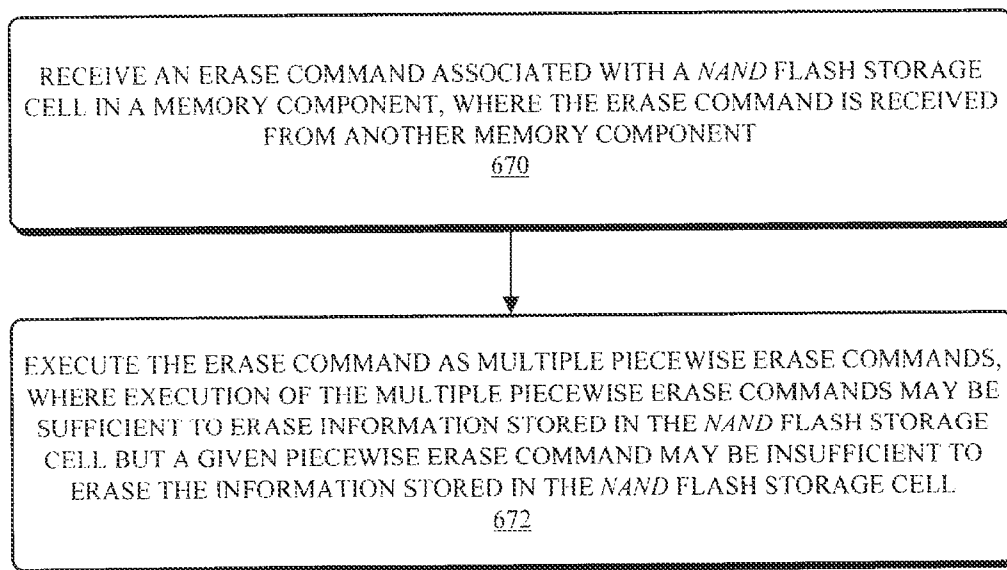 RECEIVE AN ERASE COMMAND ASSOCIATED WITH A NAND FLASH STORAGE
CELL IN A MEMORY COMPONENT, WHERE THE ERASE COMMAND IS RECEIVED
FROM ANOTHER MEMORY COMPONENT
670
EXECUTE THE ERASE COMMAND AS MULTIPLE PIECEWISE ERASE COMMANDS,
WHERE EXECUTION OF THE MULTIPLE PIECEWISE ERASE COMMANDS MAY BE
SUFFICIENT TO ERASE INFORMATION STORED IN THE NAND FLASH STORAGE
CELL BUT A GIVEN PIECEWISE ERASE COMMAND MAY BE INSUFFICIENT TO
ERASE THE INFORMATION STORED IN THE NAND FLASH STORAGE CELL
672